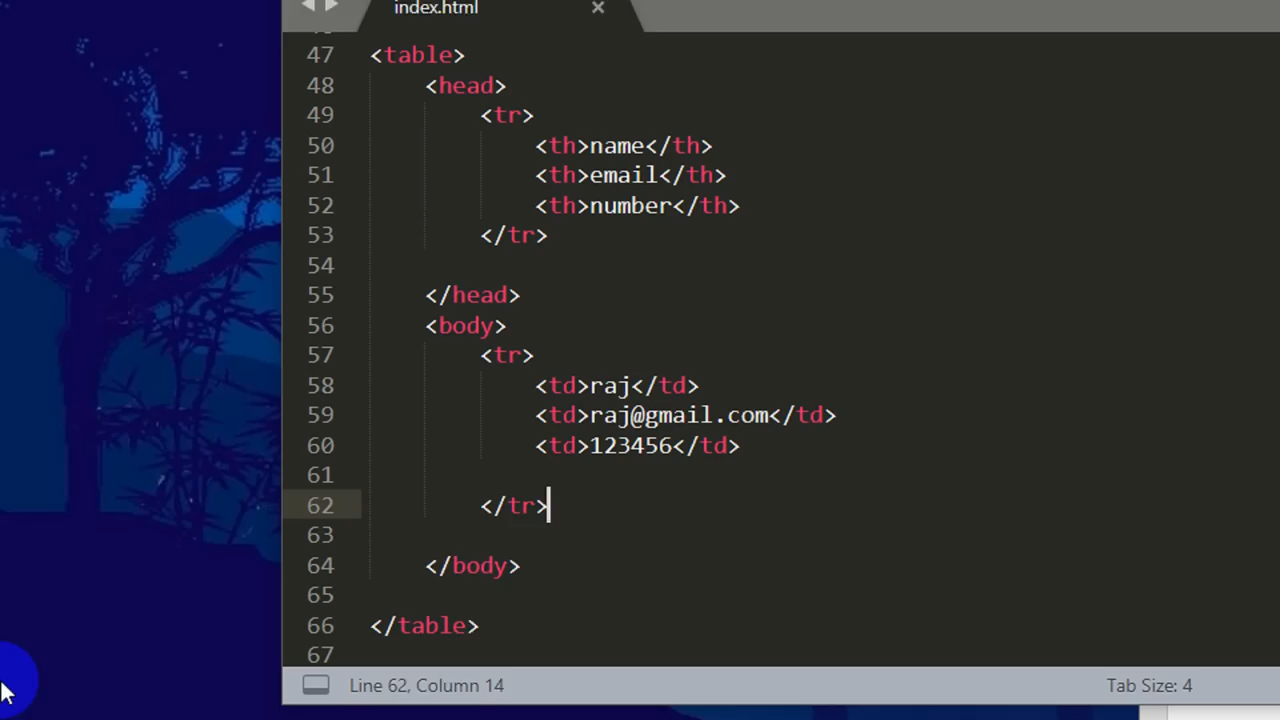 index.html
47 <table>
48 <head>
49 <tr>
50 <th>name</th>
51 <th>email</th>
52 <th>number</th>
53 </tr>
54
55 </head>
56 <body>
57 <tr>
58 <td>raj</td>
59 <td>raj@gmail.com</td>
60 <td>123456</td>
61
62 </tr>
63
64 </body>
65
66 </table>
67
Line 62, Column 14 Tab Size: 4